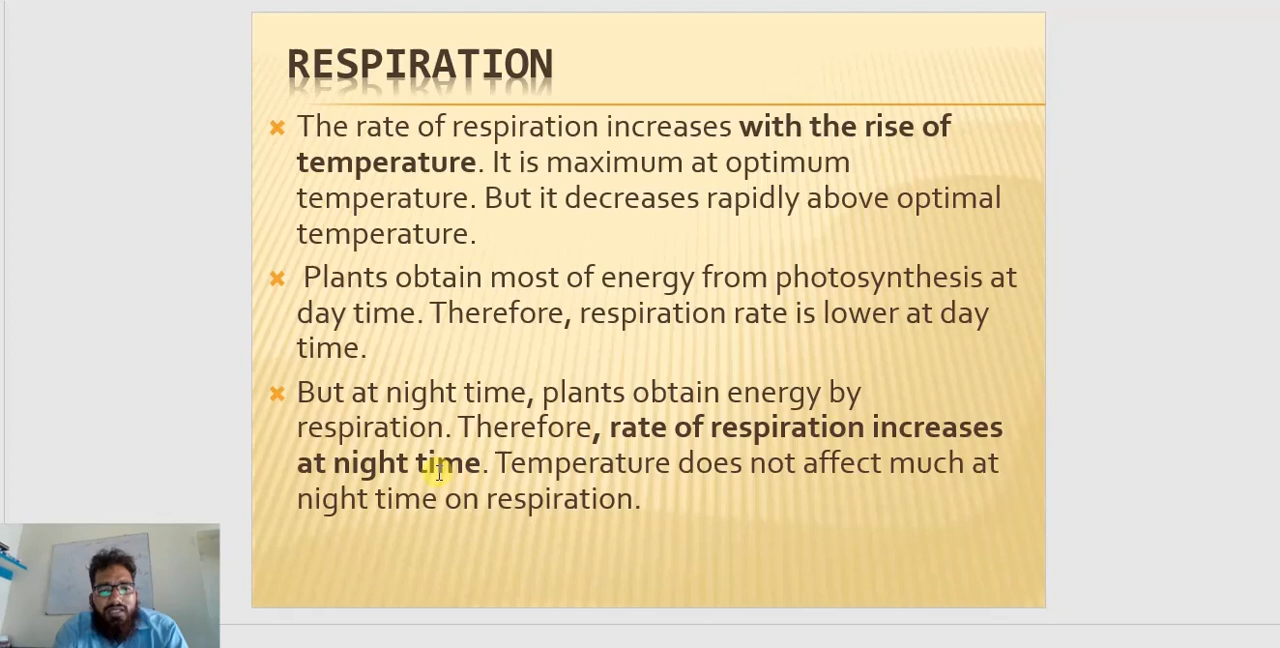 RESPIRATION
The rate of respiration increases with the rise of
temperature. It is maximum at optimum
temperature. But it decreases rapidly above optimal
temperature.
Plants obtain most of energy from photosynthesis at
day time. Therefore, respiration rate is lower at day
time.
But at night time, plants obtain energy by
respiration. Therefore, rate of respiration increases
at night time. Temperature does not affect much at
night time on respiration.